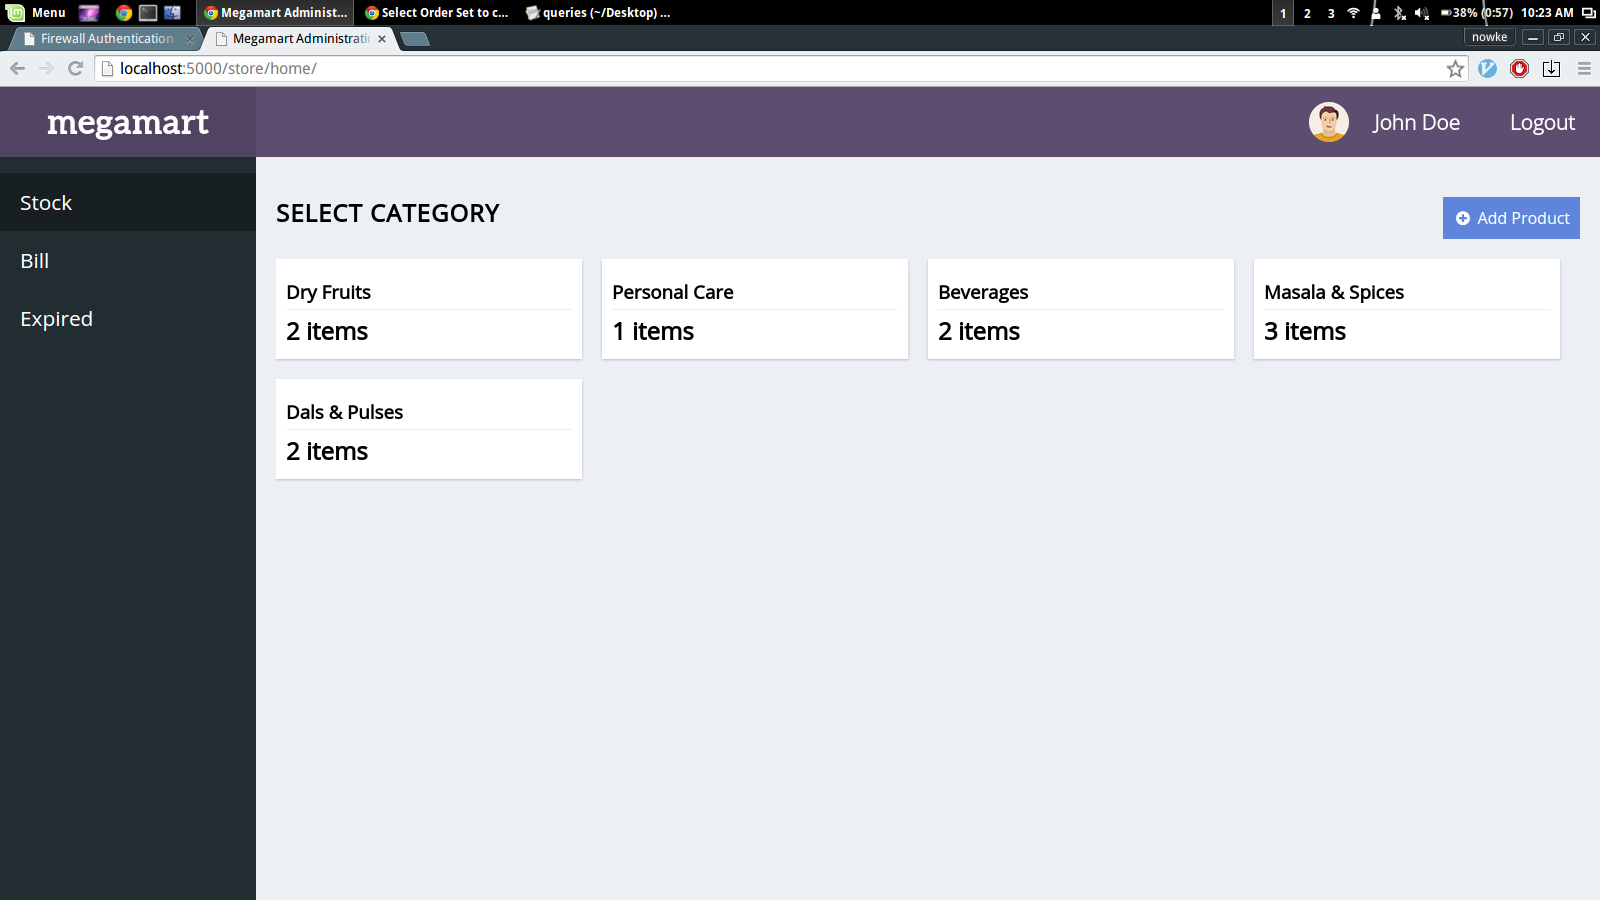 Menu
Megamart Administ...
Select Order Set to c...
queries (~/Desktop) ...
1 2 3
38% (0:57) 10:23 AM
Firewall Authentication
Megamart Administrati
nowke
localhost:5000/store/home/
megamart
John Doe
Logout
Stock
Bill
Expired
SELECT CATEGORY
Add Product
Dry Fruits
2 items
Personal Care
1 items
Beverages
2 items
Masala & Spices
3 items
Dals & Pulses
2 items